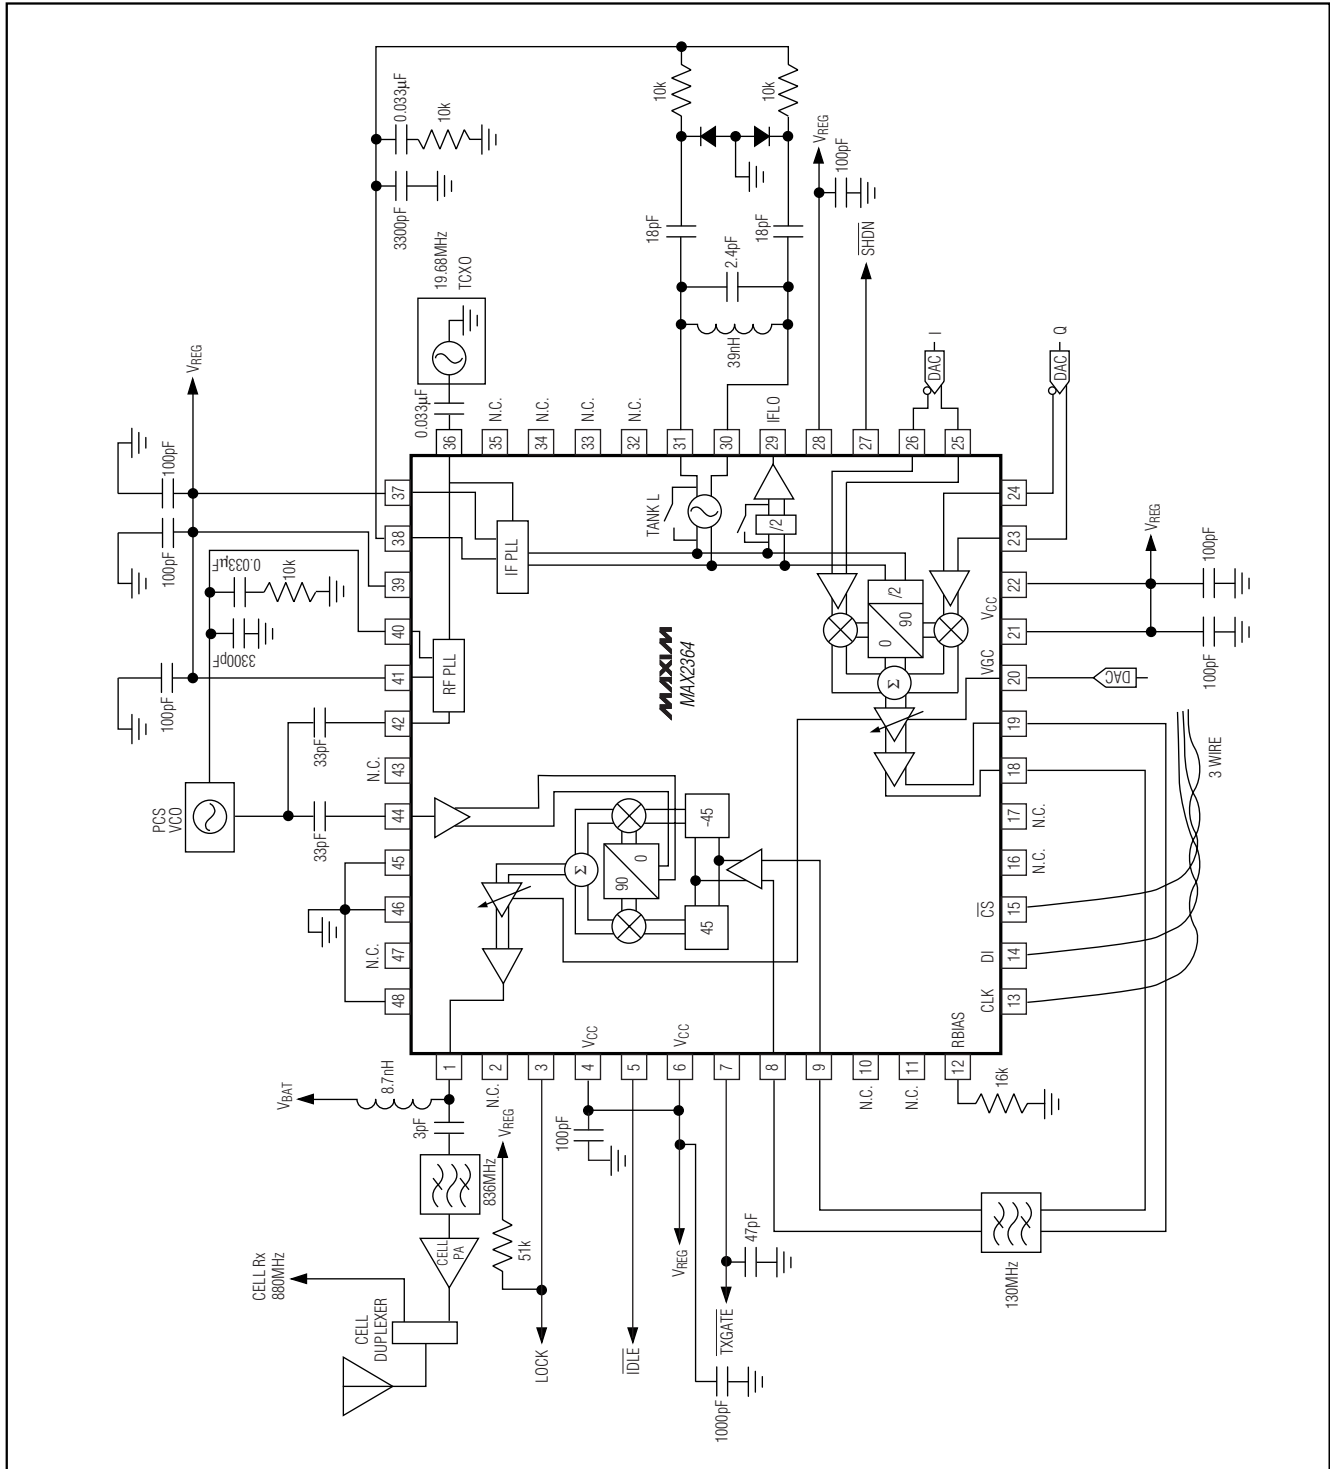 0.033µF
10k
3300pF
19.68MHz
TCXO
0.033µF
10k
10k
18pF
18pF
2.4pF
39nH
VREG
100pF
SHDN
VREG
100pF
100pF
0.033µF
10k
3300pF
100pF
33pF
33pF
PCS
VCO
DAC
I
DAC
Q
IFLO
36
35
34
33
32
31
30
29
28
27
26
25
N.C.
N.C.
N.C.
N.C.
37
38
39
40
41
42
43
44
45
46
47
48
N.C.
N.C.
IF PLL
RF PLL
TANK L
/2
/2
0
90
Σ
MAXIM
MAX2364
90
0
Σ
-45
45
24
23
22
21
20
19
18
17
16
15
14
13
VCC
VGC
N.C.
N.C.
CS
DI
CLK
VREG
100pF
100pF
DAC
3 WIRE
1
2
3
4
5
6
7
8
9
10
11
12
N.C.
VCC
VCC
N.C.
N.C.
RBIAS
16k
VBAT
8.7nH
3pF
836MHz
CELL
PA
CELL Rx
880MHz
CELL
DUPLEXER
VREG
51k
LOCK
100pF
IDLE
VREG
1000pF
TXGATE
47pF
130MHz